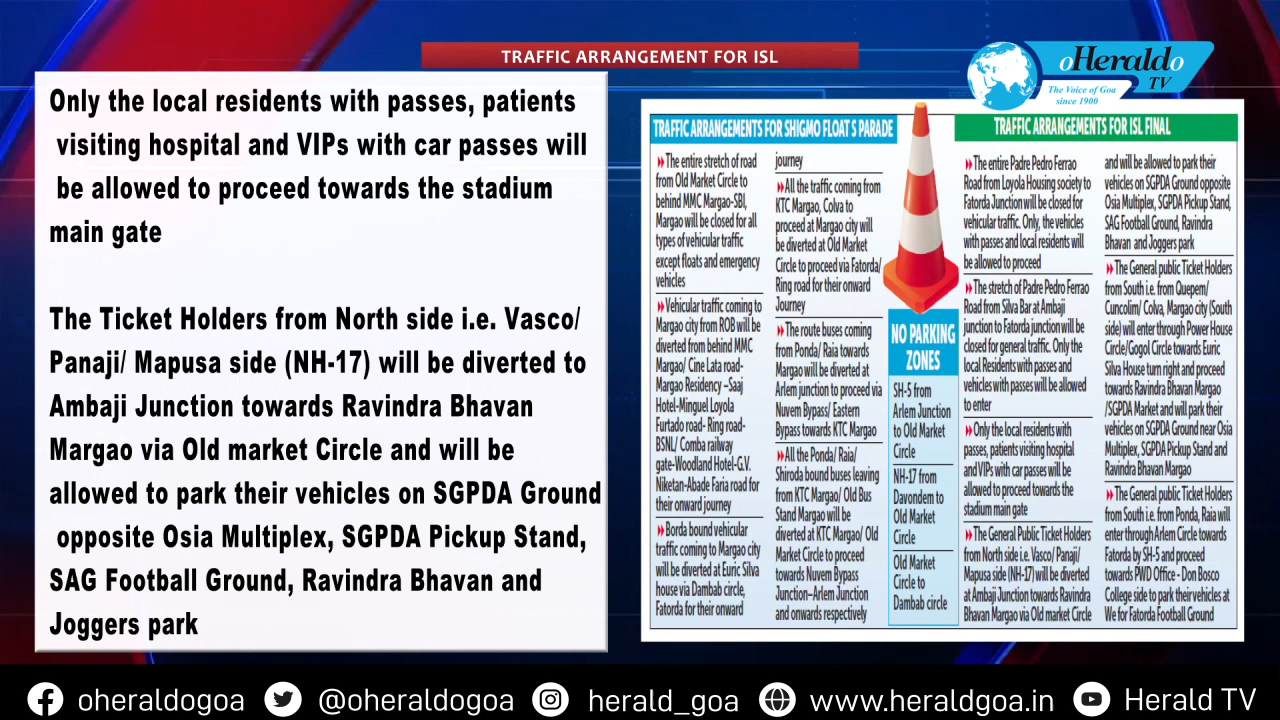 TRAFFIC ARRANGEMENT FOR ISL
oHeraldo
TV
The Voice of Goa
since 1900
Only the local residents with passes, patients
visiting hospital and VIPs with car passes will
be allowed to proceed towards the stadium
main gate
The Ticket Holders from North side i.e. Vasco/
Panaji/ Mapusa side (NH-17) will be diverted to
Ambaji Junction towards Ravindra Bhavan
Margao via Old market Circle and will be
allowed to park their vehicles on SGPDA Ground
opposite Osia Multiplex, SGPDA Pickup Stand,
SAG Football Ground, Ravindra Bhavan and
Joggers park
TRAFFIC ARRANGEMENTS FOR SHIGMO FLOAT S PARADE
The entire stretch of road
from Old Market Circle to
behind MMC Margao-SBI,
Margao will be closed for all
types of vehicular traffic
except floats and emergency
vehicles
Vehicular traffic coming to
Margao city from ROB will be
diverted from behind MMC
Margao/ Cine Lata road-
Margao Residency –Saaj
Hotel-Minguel Loyola
Furtado road- Ring road-
BSNL/ Comba railway
gate-Woodland Hotel-G.V.
Niketan-Abade Faria road for
their onward journey
Borda bound vehicular
traffic coming to Margao city
will be diverted at Euric Silva
house via Dambab circle,
Fatorda for their onward
journey
All the traffic coming from
KTC Margao, Colva to
proceed at Margao city will
be diverted at Old Market
Circle to proceed via Fatorda/
Ring road for their onward
Journey
The route buses coming
from Ponda/ Raia towards
Margao will be diverted at
Arlem junction to proceed via
Nuvem Bypass/ Eastern
Bypass towards KTC Margao
All the Ponda/ Raia/
Shiroda bound buses leaving
from KTC Margao/ Old Bus
Stand Margao will be
diverted at KTC Margao/ Old
Market Circle to proceed
towards Nuvem Bypass
Junction–Arlem Junction
and onwards respectively
NO PARKING
ZONES
SH-5 from
Arlem Junction
to Old Market
Circle
NH-17 from
Davondem to
Old Market
Circle
Old Market
Circle to
Dambab circle
TRAFFIC ARRANGEMENTS FOR ISL FINAL
The entire Padre Pedro Ferrao
Road from Loyola Housing society to
Fatorda Junction will be closed for
vehicular traffic. Only, the vehicles
with passes and local residents will
be allowed to proceed
The stretch of Padre Pedro Ferrao
Road from Silva Bar at Ambaji
junction to Fatorda junction will be
closed for general traffic. Only the
local Residents with passes and
vehicles with passes will be allowed
to enter
Only the local residents with
passes, patients visiting hospital
and VIPs with car passes will be
allowed to proceed towards the
stadium main gate
The General Public Ticket Holders
from North side i.e. Vasco/ Panaji/
Mapusa side (NH-17) will be diverted
at Ambaji Junction towards Ravindra
Bhavan Margao via Old market Circle
and will be allowed to park their
vehicles on SGPDA Ground opposite
Osia Multiplex, SGPDA Pickup Stand,
SAG Football Ground, Ravindra
Bhavan and Joggers park
The General public Ticket Holders
from South i.e. from Quepem/
Cuncolim/ Colva, Margao city (South
side) will enter through Power House
Circle/Gogol Circle towards Euric
Silva House turn right and proceed
towards Ravindra Bhavan Margao
/SGPDA Market and will park their
vehicles on SGPDA Ground near Osia
Multiplex, SGPDA Pickup Stand and
Ravindra Bhavan Margao
The General public Ticket Holders
from South i.e. from Ponda, Raia will
enter through Arlem Circle towards
Fatorda by SH-5 and proceed
towards PWD Office - Don Bosco
College side to park their vehicles at
We for Fatorda Football Ground
oheraldogoa
@oheraldogoa
herald_goa
www.heraldgoa.in
Herald TV